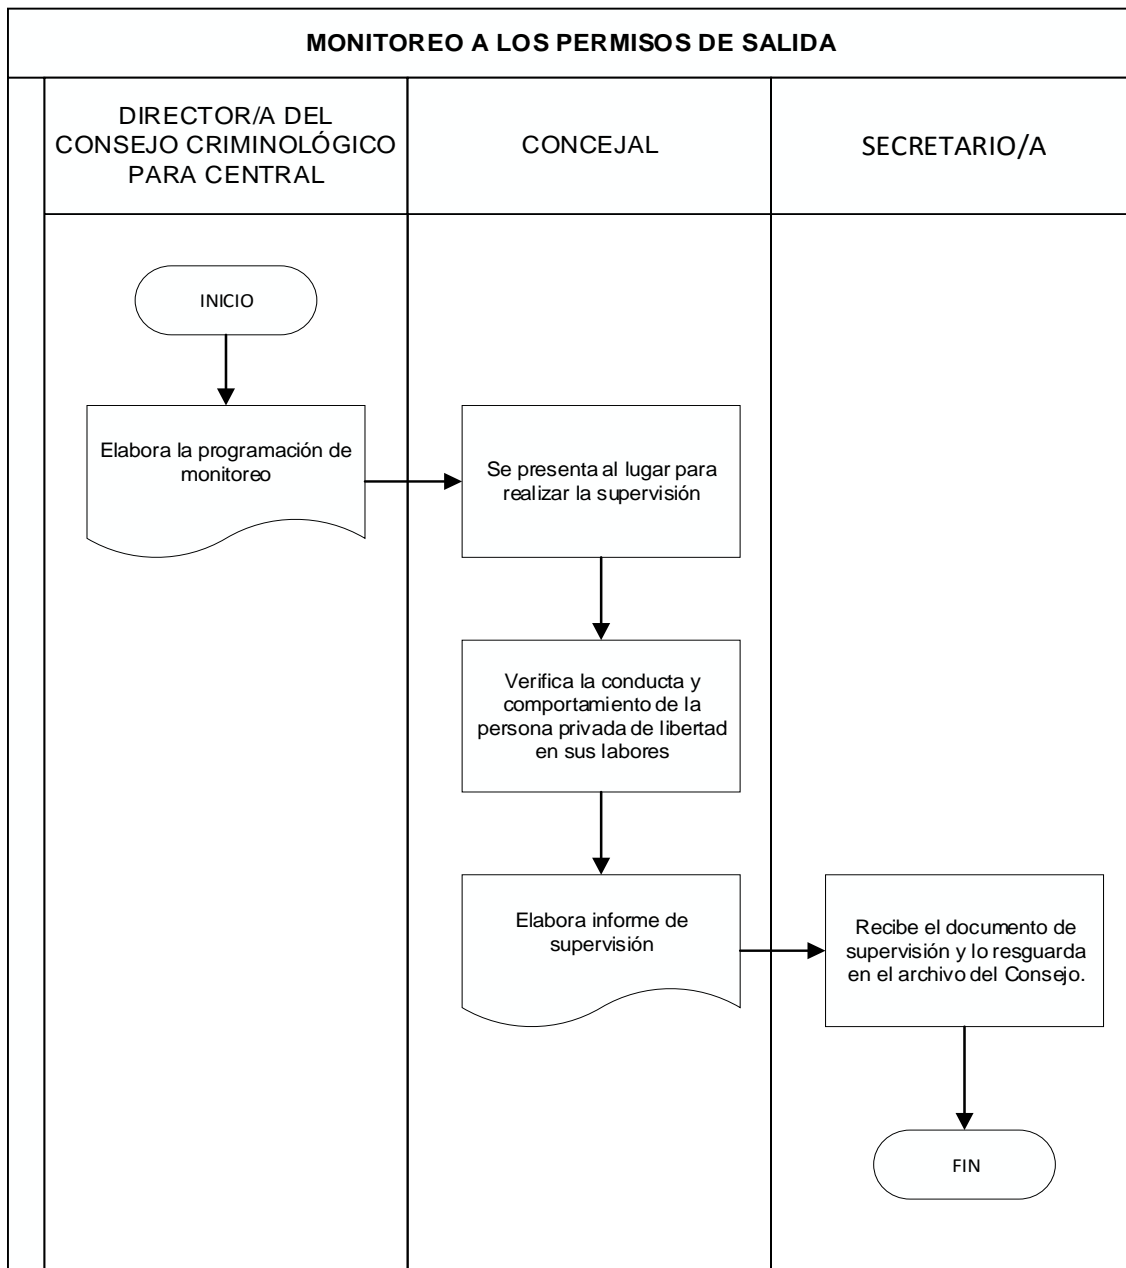 MONITOREO A LOS PERMISOS DE SALIDA
DIRECTOR/A DEL
CONSEJO CRIMINOLÓGICO
PARA CENTRAL
CONCEJAL
SECRETARIO/A
INICIO
Elabora la programación de
monitoreo
Se presenta al lugar para
realizar la supervisión
Verifica la conducta y
comportamiento de la
persona privada de libertad
en sus labores
Elabora informe de
supervisión
Recibe el documento de
supervisión y lo resguarda
en el archivo del Consejo.
FIN